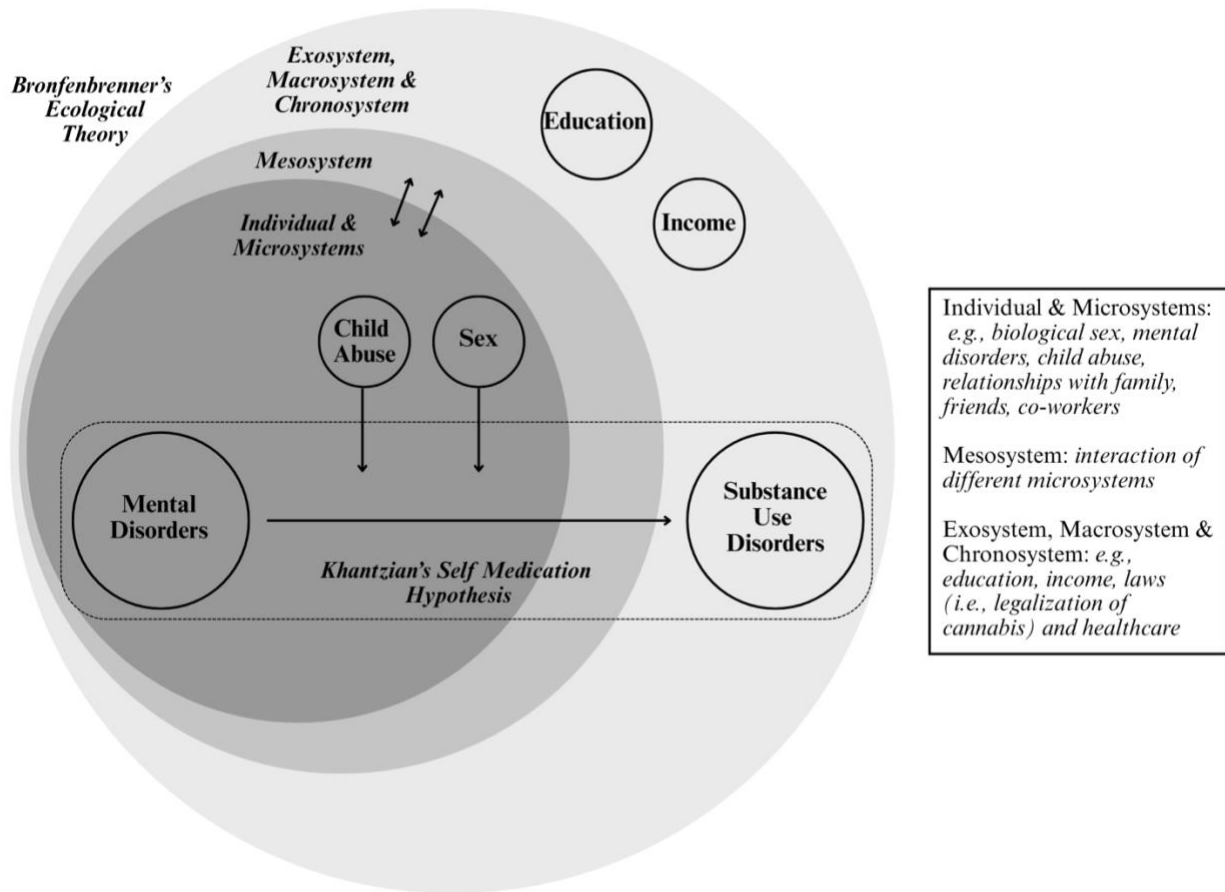 Bronfenbrenner's
Ecological
Theory
Exosystem,
Macrosystem &
Chronosystem
Mesosystem
Individual &
Microsystems
Education
Income
Child
Abuse
Sex
Mental
Disorders
Substance
Use
Disorders
Khantzian's Self Medication
Hypothesis
Individual & Microsystems:
e.g., biological sex, mental
disorders, child abuse,
relationships with family,
friends, co-workers
Mesosystem: interaction of
different microsystems
Exosystem, Macrosystem &
Chronosystem: e.g.,
education, income, laws
(i.e., legalization of
cannabis) and healthcare